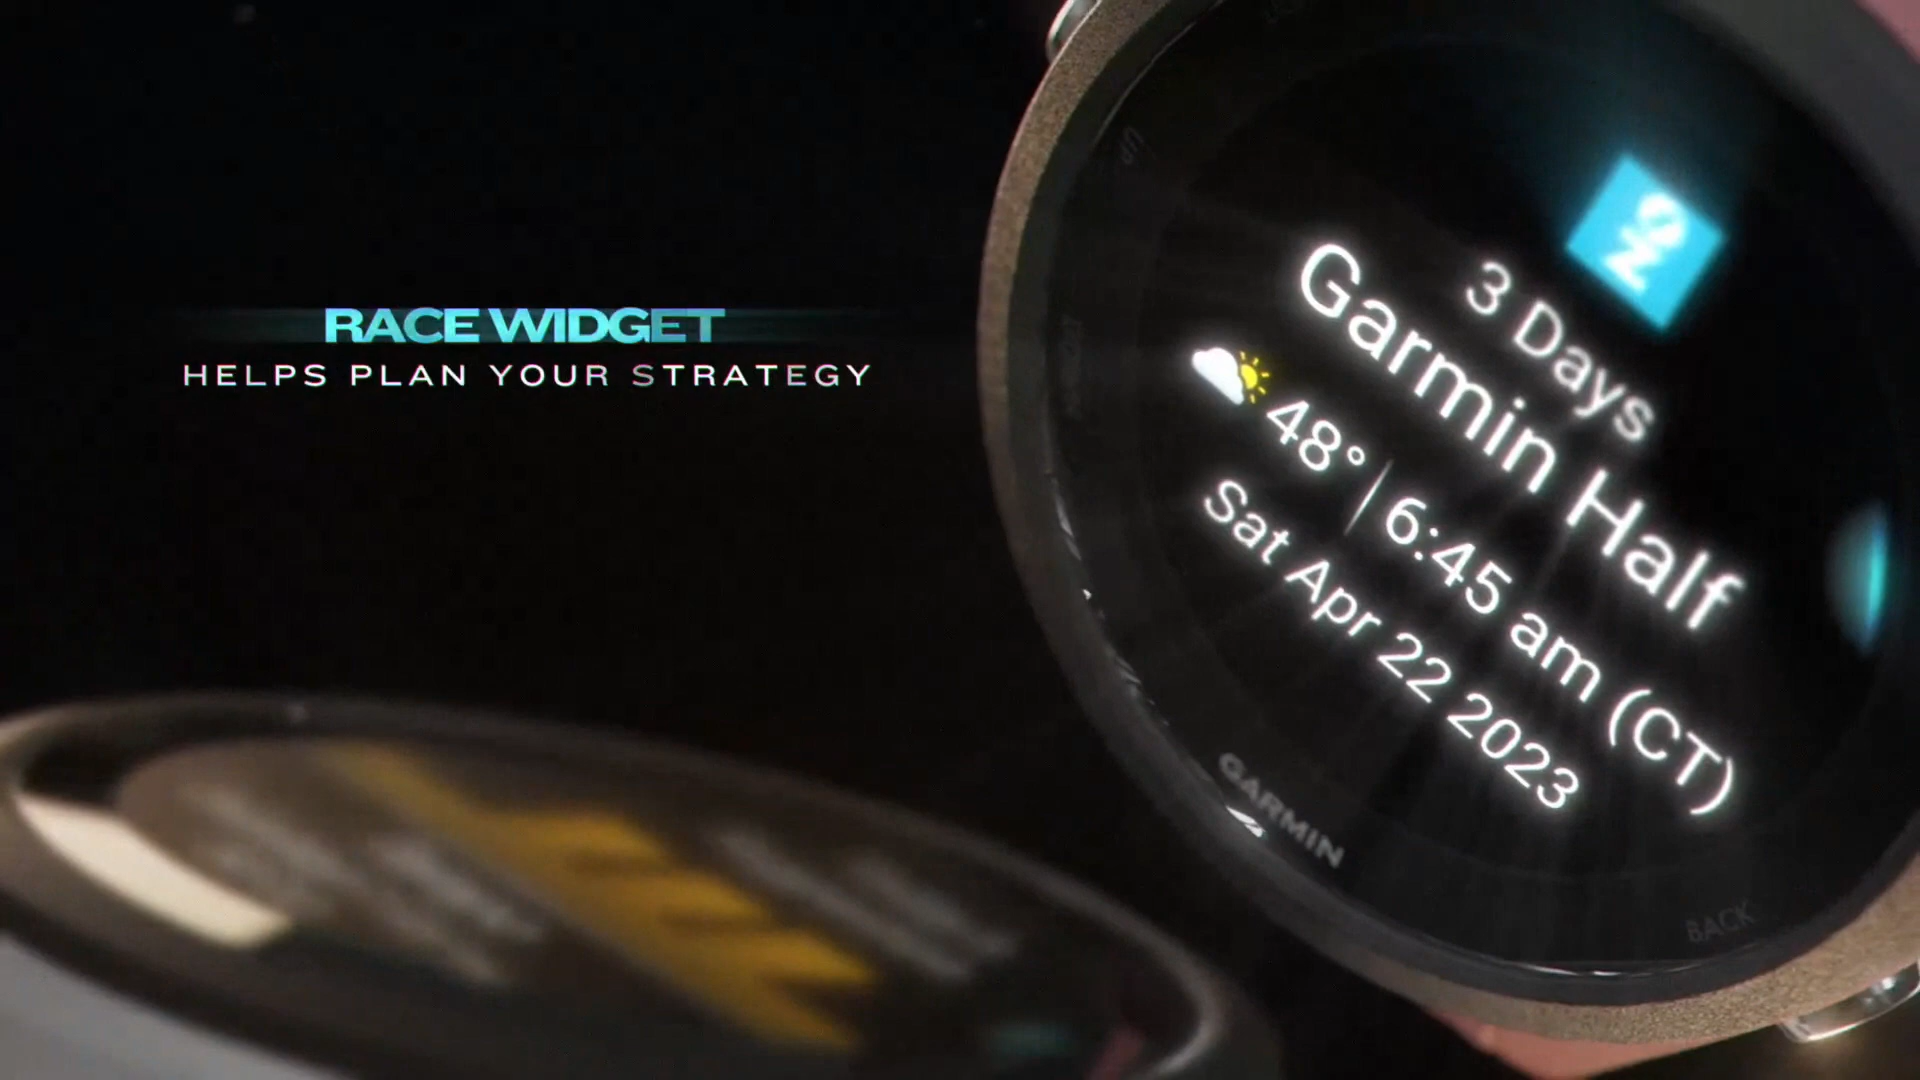 RACE WIDGET
HELPS PLAN YOUR STRATEGY
3 Days
Garmin Half
48° | 6:45 am (CT)
Sat Apr 22 2023
GARMIN
BACK
UP